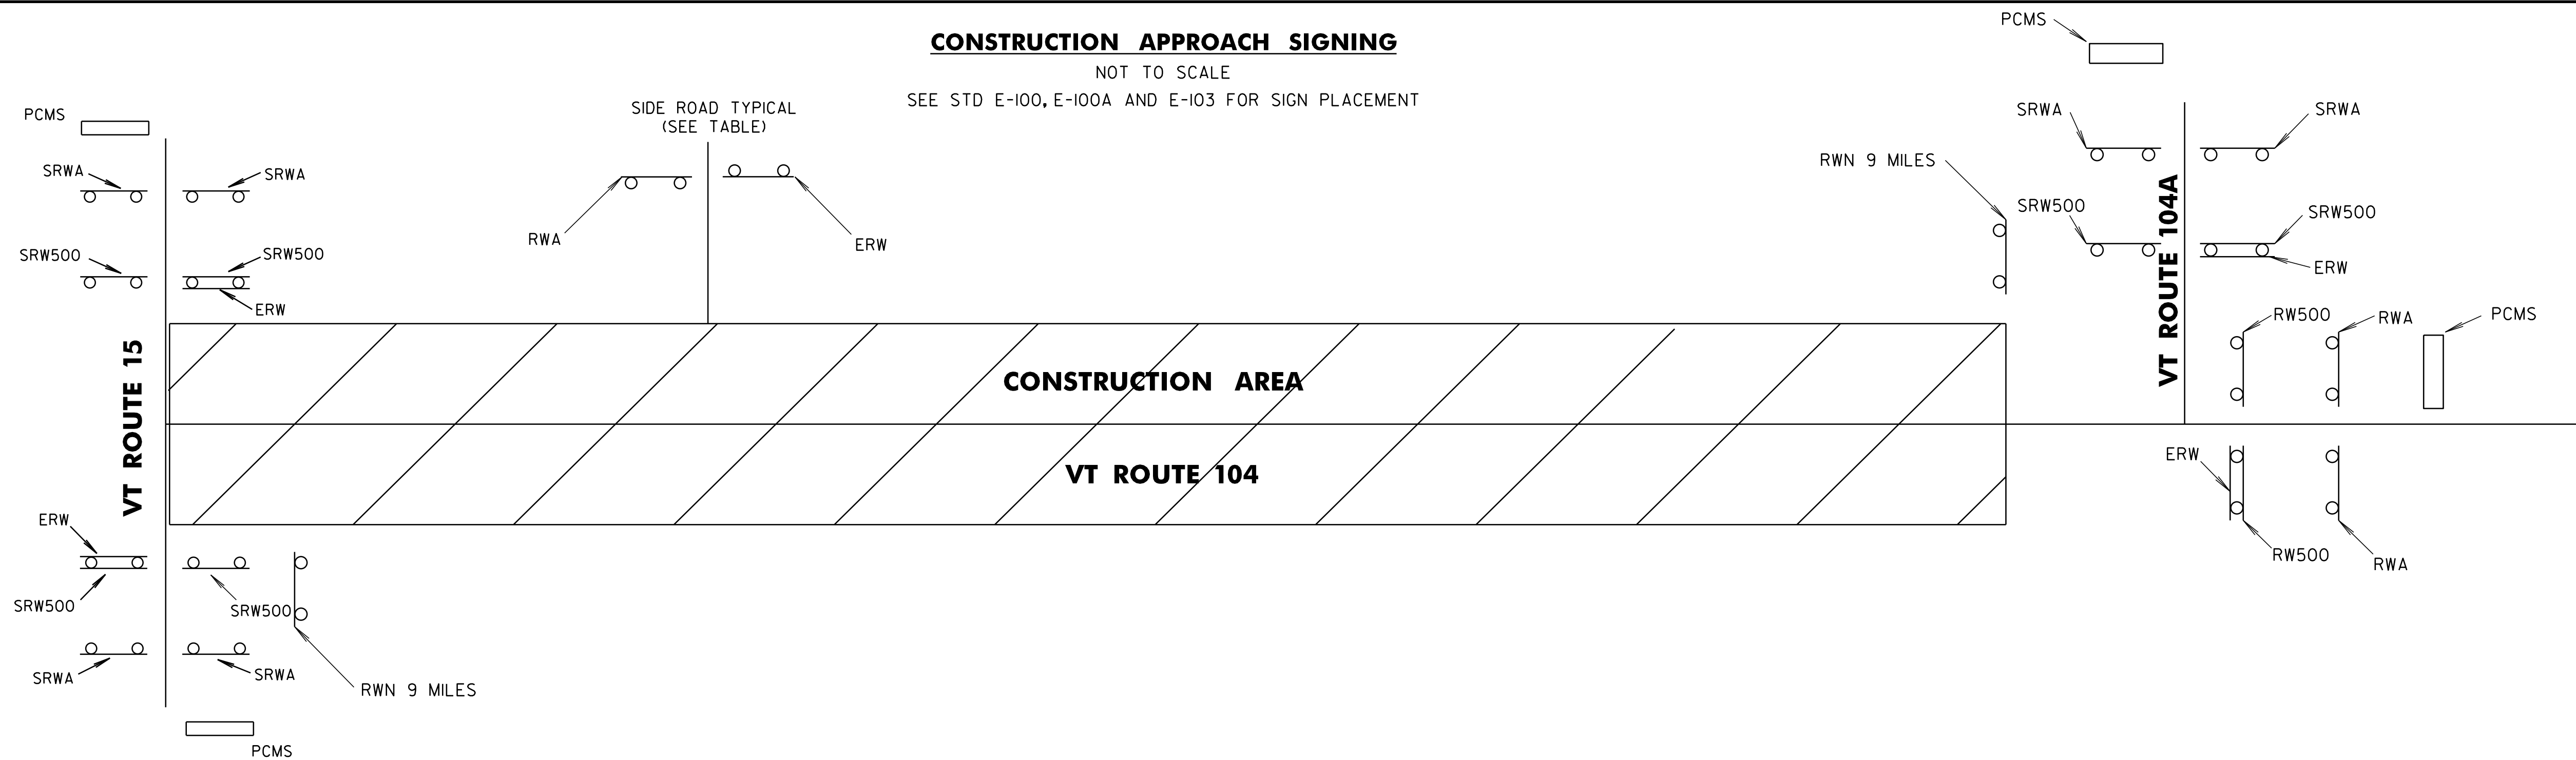 CONSTRUCTION APPROACH SIGNING
NOT TO SCALE
SEE STD E-100, E-100A AND E-103 FOR SIGN PLACEMENT
PCMS
SRWA
SRWA
SRW500
SRW500
ERW
VT ROUTE 15
ERW
SRW500
SRW500
SRWA
SRWA
RWN 9 MILES
PCMS
SIDE ROAD TYPICAL
(SEE TABLE)
RWA
ERW
CONSTRUCTION AREA
VT ROUTE 104
RWN 9 MILES
PCMS
SRWA
SRWA
SRW500
SRW500
ERW
VT ROUTE 104A
RW500
RWA
PCMS
ERW
RW500
RWA